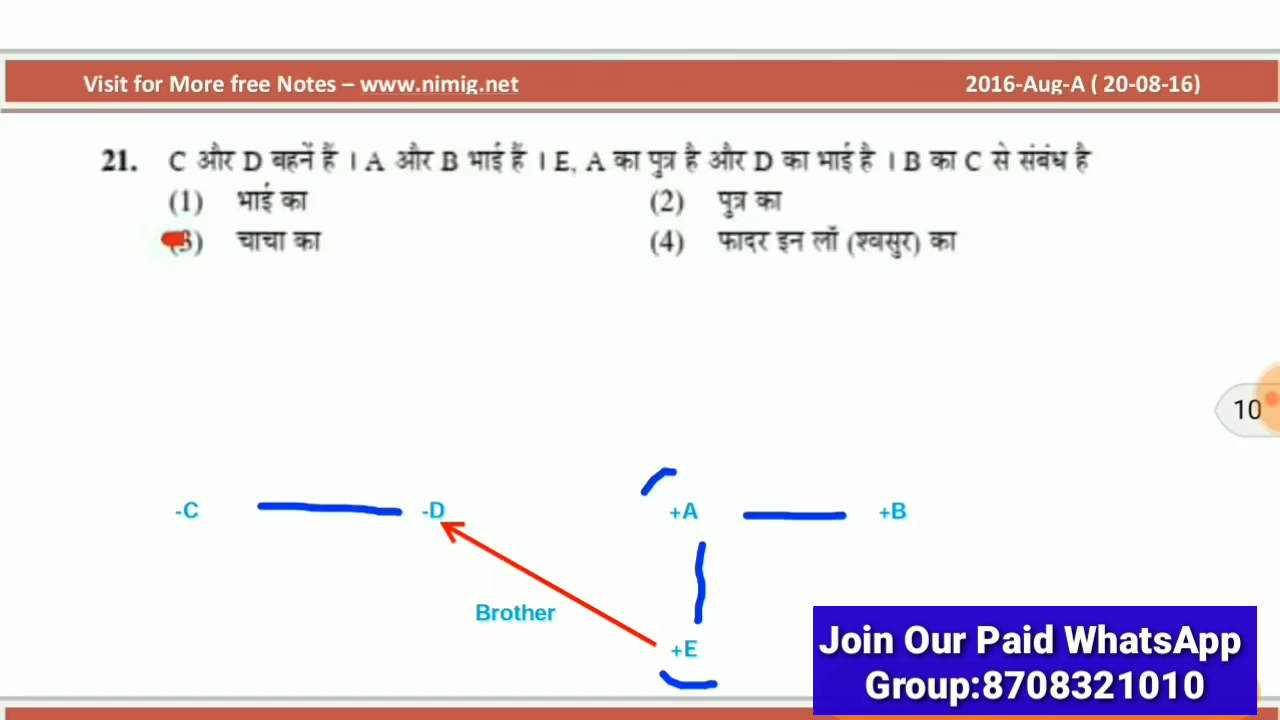 Visit for More free Notes – www.nimig.net 2016-Aug-A ( 20-08-16)
21. C और D बहनें हैं । A और B भाई हैं । E, A का पुत्र है और D का भाई है । B का C से संबंध है
(1) भाई का (2) पुत्र का
(3) चाचा का (4) फादर इन लॉ (श्वसुर) का
10
-C -D +A +B
Brother
+E
Join Our Paid WhatsApp
Group:8708321010